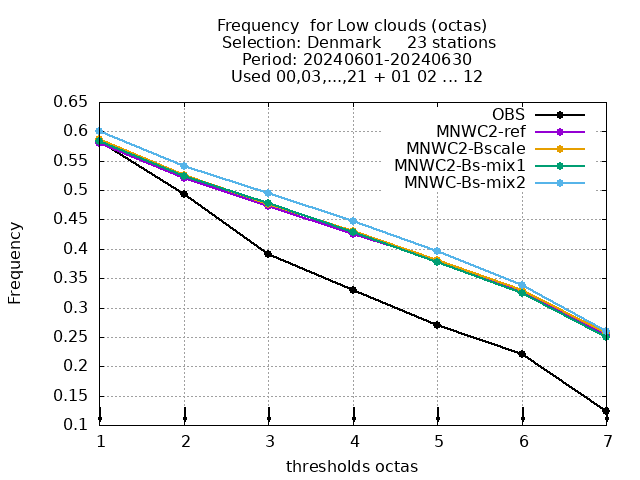 Frequency  for Low clouds (octas)
Selection: Denmark     23 stations
Period: 20240601-20240630
Used 00,03,...,21 + 01 02 ... 12
OBS
MNWC2-ref
MNWC2-Bscale
MNWC2-Bs-mix1
MNWC-Bs-mix2
Frequency
0.65
0.6
0.55
0.5
0.45
0.4
0.35
0.3
0.25
0.2
0.15
0.1
1 2 3 4 5 6 7
thresholds octas